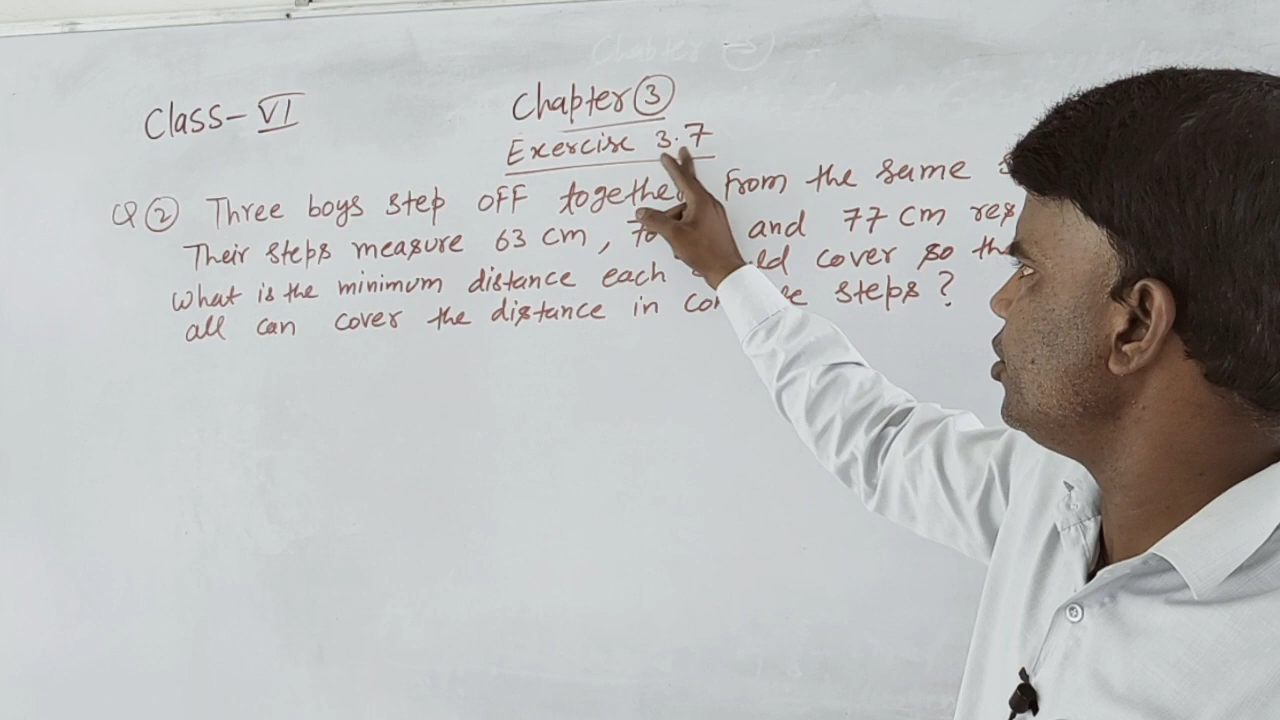 Chapter
Class- VI
Chapter 3
Exercise 3.7
Q 2 Three boys step off together from the same
Their steps measure 63 cm, and 77 cm
What is the minimum distance each cover so
all can cover the distance in steps?